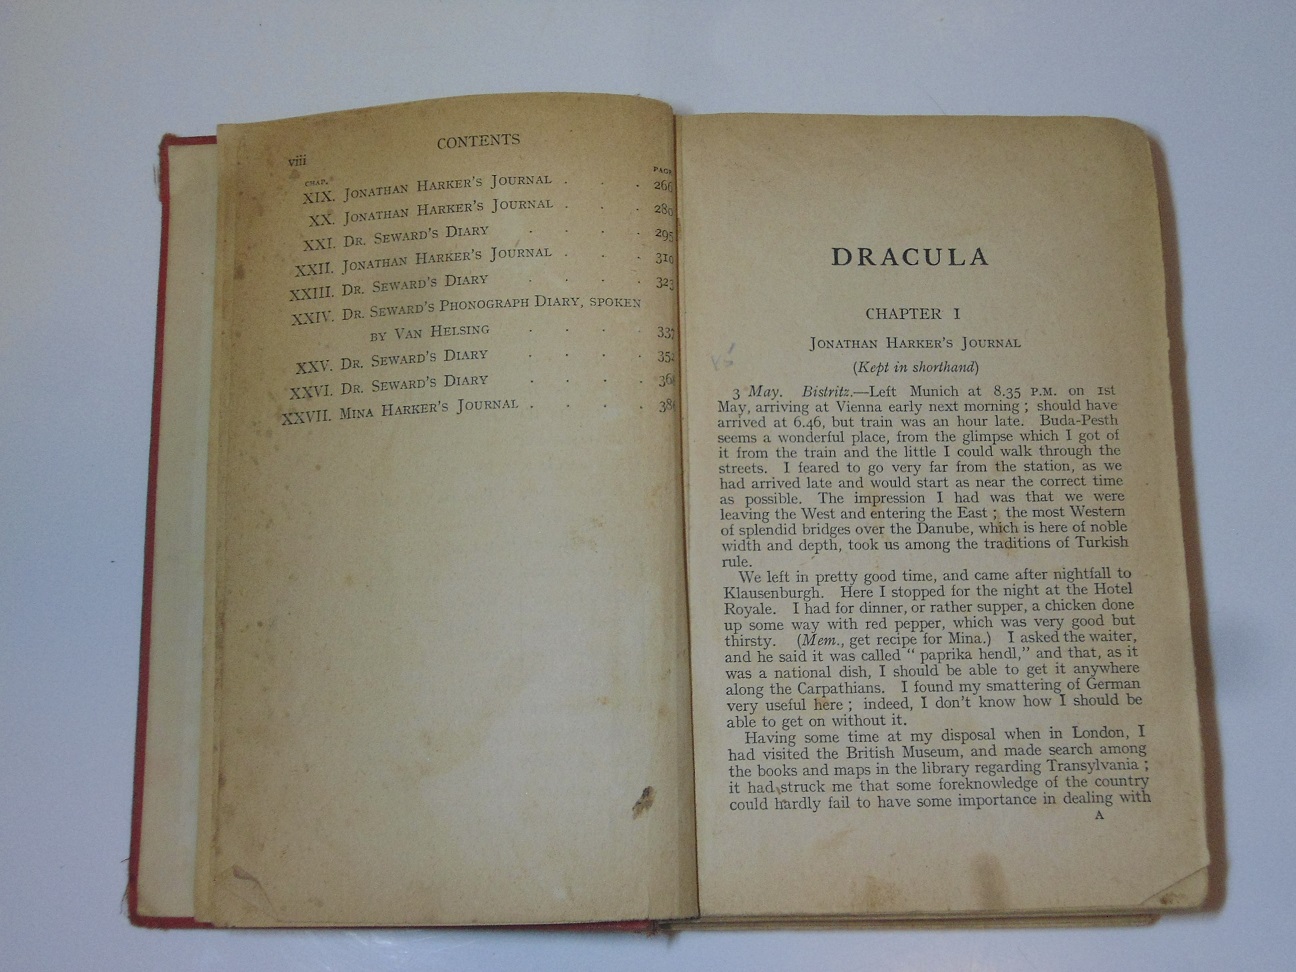 viii
CONTENTS
CHAP.
PAGE
XIX. JONATHAN HARKER'S JOURNAL . . . 266
XX. JONATHAN HARKER'S JOURNAL . . . 280
XXI. DR. SEWARD'S DIARY . . . . 295
XXII. JONATHAN HARKER'S JOURNAL . . . 310
XXIII. DR. SEWARD'S DIARY . . . . 323
XXIV. DR. SEWARD'S PHONOGRAPH DIARY, SPOKEN
BY VAN HELSING . . . .
XXV. DR. SEWARD'S DIARY . . . .
XXVI. DR. SEWARD'S DIARY . . . .
XXVII. MINA HARKER'S JOURNAL . . . .
DRACULA
CHAPTER I
JONATHAN HARKER'S JOURNAL
(Kept in shorthand)
3 May. Bistritz.—Left Munich at 8.35 P.M. on 1st
May, arriving at Vienna early next morning ; should have
arrived at 6.46, but train was an hour late. Buda-Pesth
seems a wonderful place, from the glimpse which I got of
it from the train and the little I could walk through the
streets. I feared to go very far from the station, as we
had arrived late and would start as near the correct time
as possible. The impression I had was that we were
leaving the West and entering the East ; the most Western
of splendid bridges over the Danube, which is here of noble
width and depth, took us among the traditions of Turkish
rule.
We left in pretty good time, and came after nightfall to
Klausenburgh. Here I stopped for the night at the Hotel
Royale. I had for dinner, or rather supper, a chicken done
up some way with red pepper, which was very good but
thirsty. (Mem., get recipe for Mina.) I asked the waiter,
and he said it was called “ paprika hendl,” and that, as it
was a national dish, I should be able to get it anywhere
along the Carpathians. I found my smattering of German
very useful here ; indeed, I don't know how I should be
able to get on without it.
Having some time at my disposal when in London, I
had visited the British Museum, and made search among
the books and maps in the library regarding Transylvania ;
it had struck me that some foreknowledge of the country
could hardly fail to have some importance in dealing with
A